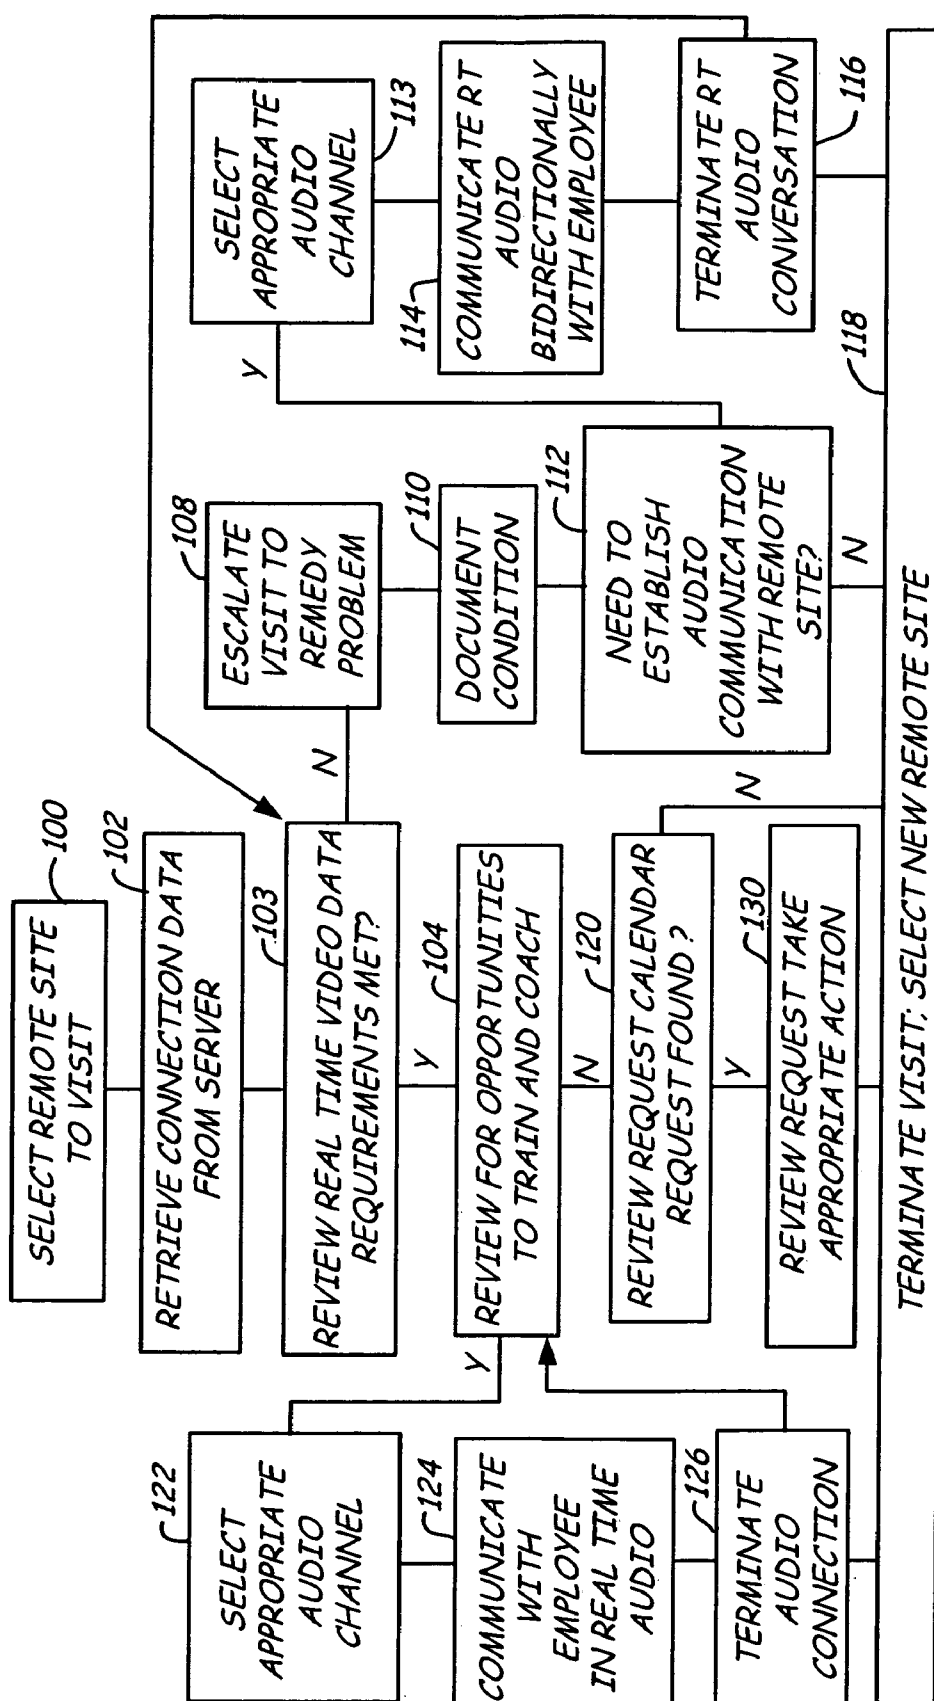 SELECT REMOTE SITE
TO VISIT
100
RETRIEVE CONNECTION DATA
FROM SERVER
102
REVIEW REAL TIME VIDEO DATA
REQUIREMENTS MET?
103
N
Y
ESCALATE
VISIT TO
REMEDY
PROBLEM
108
DOCUMENT
CONDITION
110
NEED TO
ESTABLISH
AUDIO
COMMUNICATION
WITH REMOTE
SITE?
112
Y
N
SELECT
APPROPRIATE
AUDIO
CHANNEL
113
COMMUNICATE RT
AUDIO
BIDIRECTIONALLY
WITH EMPLOYEE
114
TERMINATE RT
AUDIO
CONVERSATION
116
REVIEW FOR OPPORTUNITIES
TO TRAIN AND COACH
104
Y
N
SELECT
APPROPRIATE
AUDIO
CHANNEL
122
COMMUNICATE
WITH
EMPLOYEE
IN REAL TIME
AUDIO
124
TERMINATE
AUDIO
CONNECTION
126
REVIEW REQUEST CALENDAR
REQUEST FOUND?
120
N
Y
REVIEW REQUEST TAKE
APPROPRIATE ACTION
130
118
TERMINATE VISIT; SELECT NEW REMOTE SITE